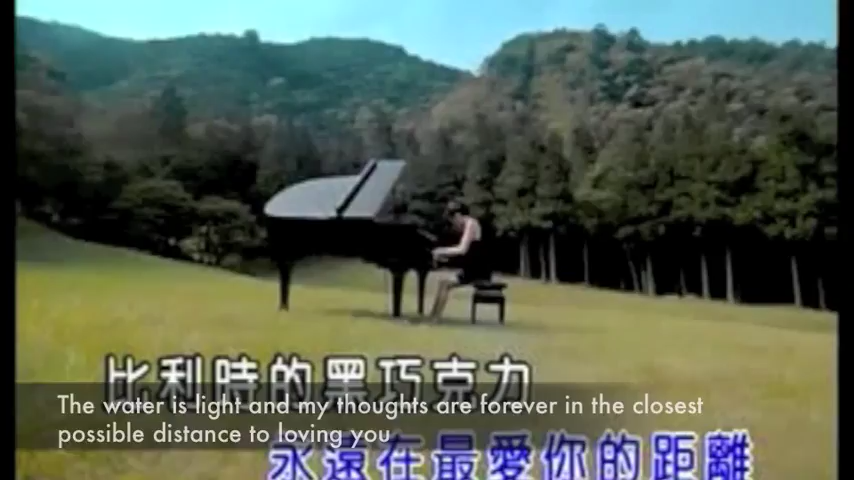 比利時的黑巧克力
The water is light and my thoughts are forever in the closest
possible distance to loving you
永遠在最愛你的距離